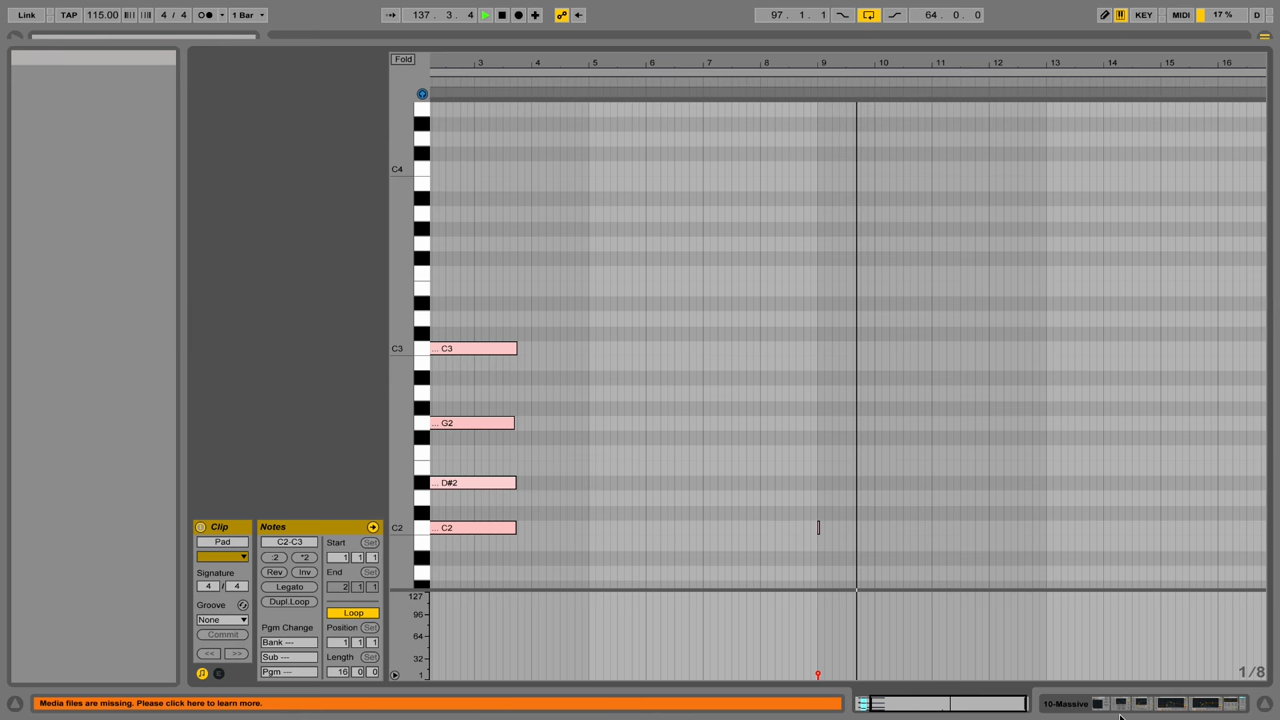 Link TAP 115.00 4 / 4 1 Bar 137 . 3 . 4 97 . 1 . 1 64 . 0 . 0 KEY MIDI 17 % D
Fold 3 4 5 6 7 8 9 10 11 12 13 14 15 16
C4
C3 ... C3
... G2
... D#2
C2 ... C2
Clip Notes
Pad C2-C3 Start Set
:2 *2 1 1 1
Signature Rev Inv End Set
4 / 4 Legato 2 1 1
Groove Dupl.Loop
None Loop
Commit Pgm Change Position Set
Bank --- 1 1 1
<< >> Sub --- Length Set
Pgm --- 16 0 0
127
96
64
32
1
1/8
Media files are missing. Please click here to learn more. 10-Massive